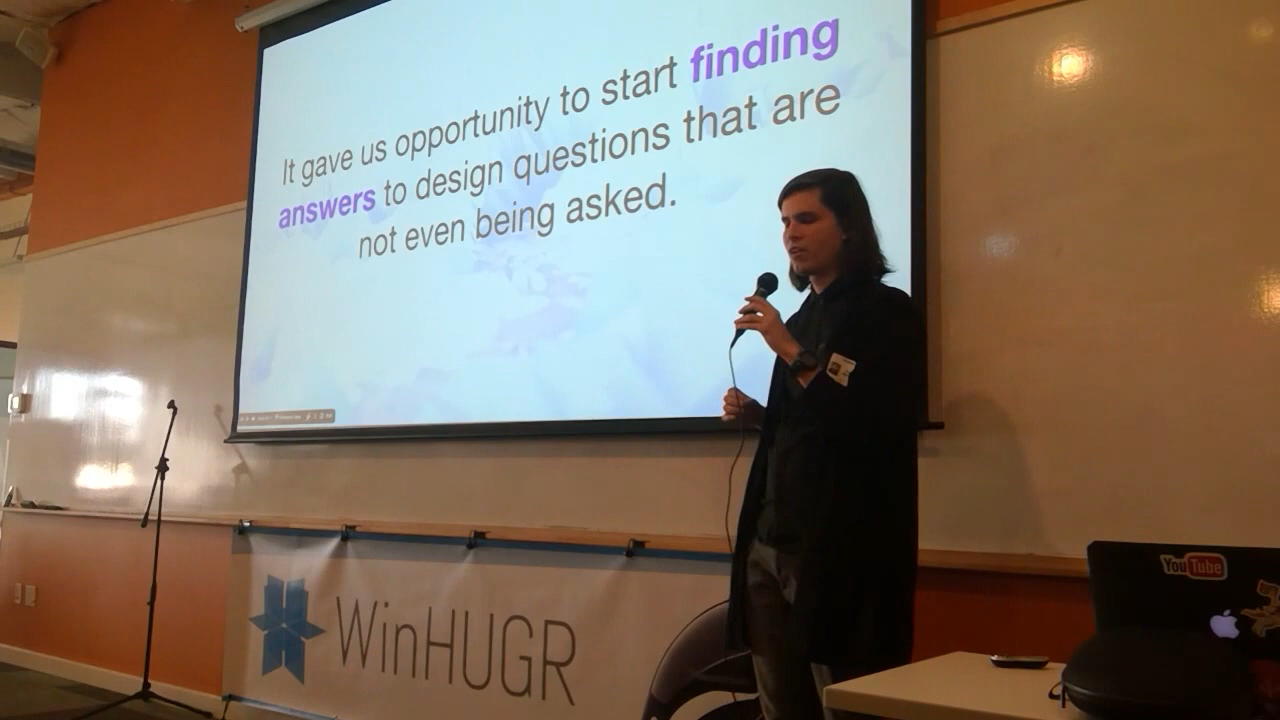 It gave us opportunity to start finding
answers to design questions that are
not even being asked.
WinHUGR
YouTube